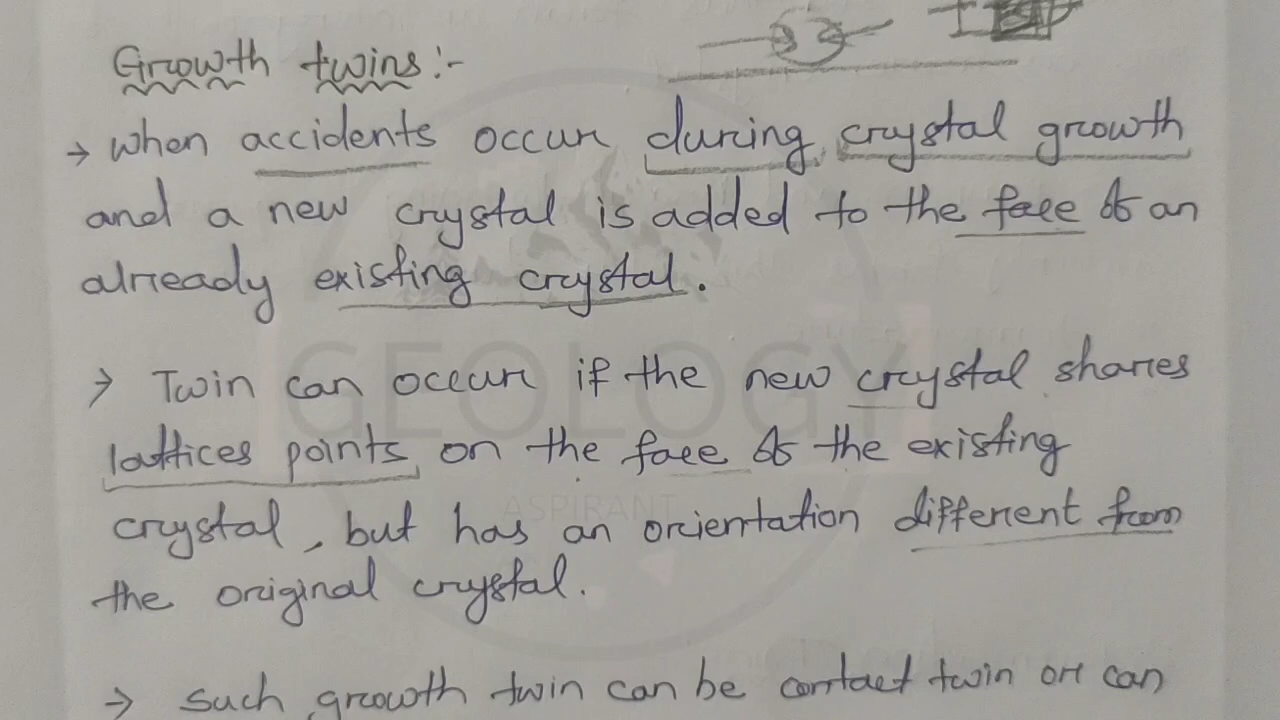 Growth twins:-
→ When accidents occur during crystal growth
and a new crystal is added to the face of an
already existing crystal.
→ Twin can occur if the new crystal shares
lattices points on the face of the existing
crystal, but has an orientation different from
the original crystal.
→ Such growth twin can be contact twin or can
GEOLOGY
ASPIRANT